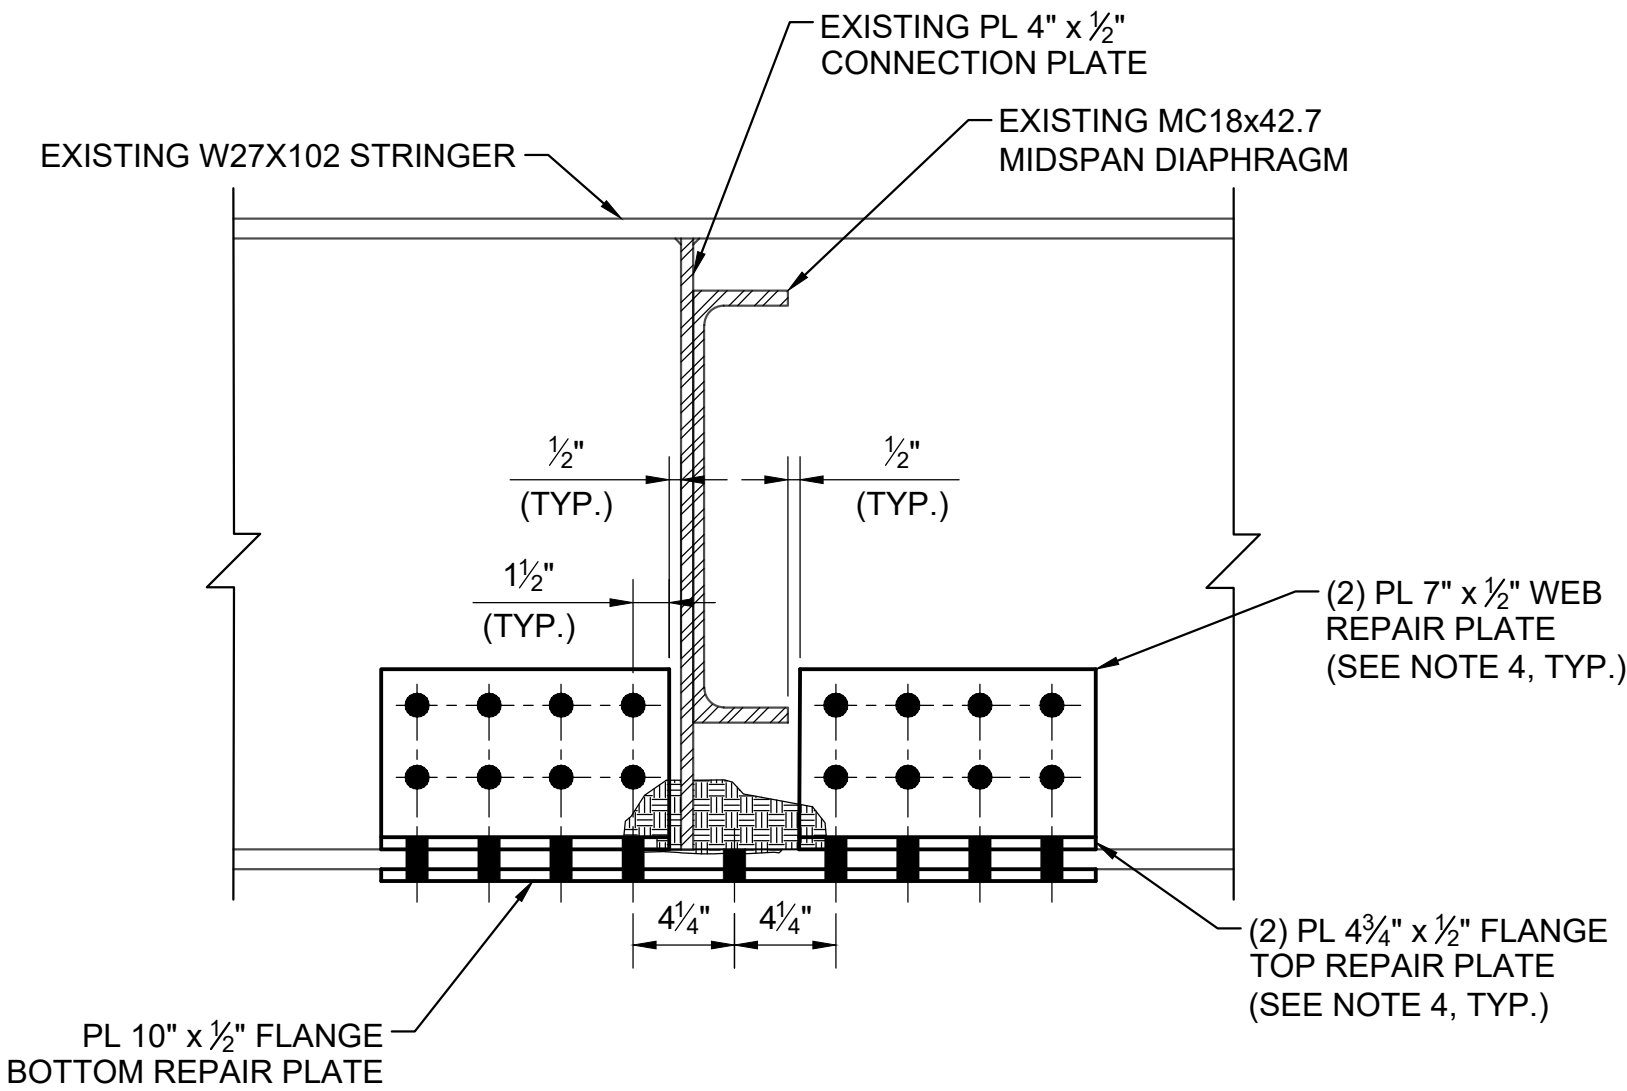 EXISTING PL 4" x ½"
CONNECTION PLATE
EXISTING MC18x42.7
MIDSPAN DIAPHRAGM
EXISTING W27X102 STRINGER
½"
(TYP.)
½"
(TYP.)
1½"
(TYP.)
(2) PL 7" x ½" WEB
REPAIR PLATE
(SEE NOTE 4, TYP.)
4¼"
4¼"
(2) PL 4¾" x ½" FLANGE
TOP REPAIR PLATE
(SEE NOTE 4, TYP.)
PL 10" x ½" FLANGE
BOTTOM REPAIR PLATE